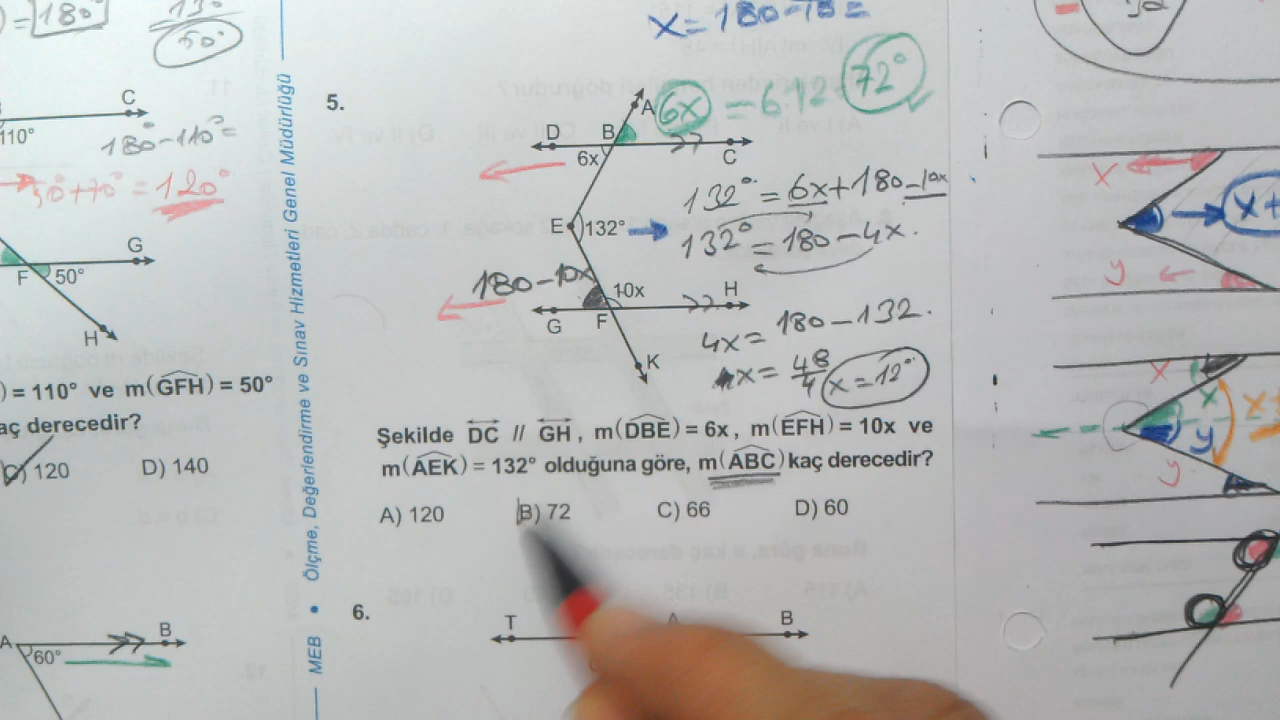 180°
50°
C
110°
180°-110°=
50°+70°=120°
G
F
50°
H
) = 110° ve m(GFH) = 50°
aç derecedir?
C) 120
D) 140
A
B
60°
MEB • Ölçme, Değerlendirme ve Sınav Hizmetleri Genel Müdürlüğü
5.
A
6x = 6.12 72°
D
B
C
6x
132° = 6x+180-10x
E
132°
132° = 180-4x.
180-10x
10x
H
G
F
4x = 180-132.
x = 48/4 x = 12°
K
Şekilde DC // GH, m(DBE) = 6x, m(EFH) = 10x ve
m(AEK) = 132° olduğuna göre, m(ABC) kaç derecedir?
A) 120
B) 72
C) 66
D) 60
6.
T
A
B
x
x+
y
x
x
y
x+
y